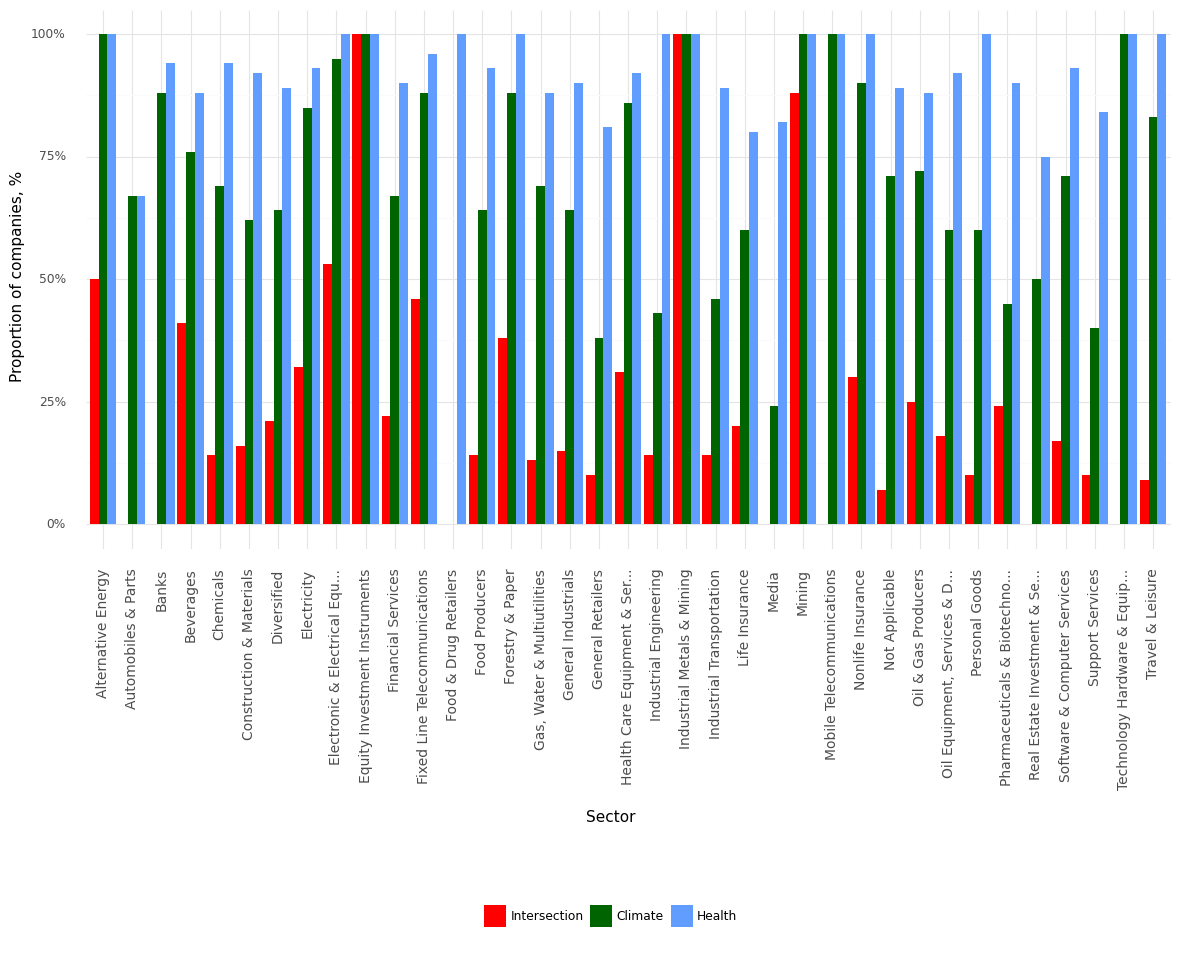 100%
75%
50%
25%
0%
Proportion of companies, %
Alternative Energy
Automobiles & Parts
Banks
Beverages
Chemicals
Construction & Materials
Diversified
Electricity
Electronic & Electrical Equ...
Equity Investment Instruments
Financial Services
Fixed Line Telecommunications
Food & Drug Retailers
Food Producers
Forestry & Paper
Gas, Water & Multiutilities
General Industrials
General Retailers
Health Care Equipment & Ser...
Industrial Engineering
Industrial Metals & Mining
Industrial Transportation
Life Insurance
Media
Mining
Mobile Telecommunications
Nonlife Insurance
Not Applicable
Oil & Gas Producers
Oil Equipment, Services & D...
Personal Goods
Pharmaceuticals & Biotechno...
Real Estate Investment & Se...
Software & Computer Services
Support Services
Technology Hardware & Equip...
Travel & Leisure
Sector
Intersection
Climate
Health